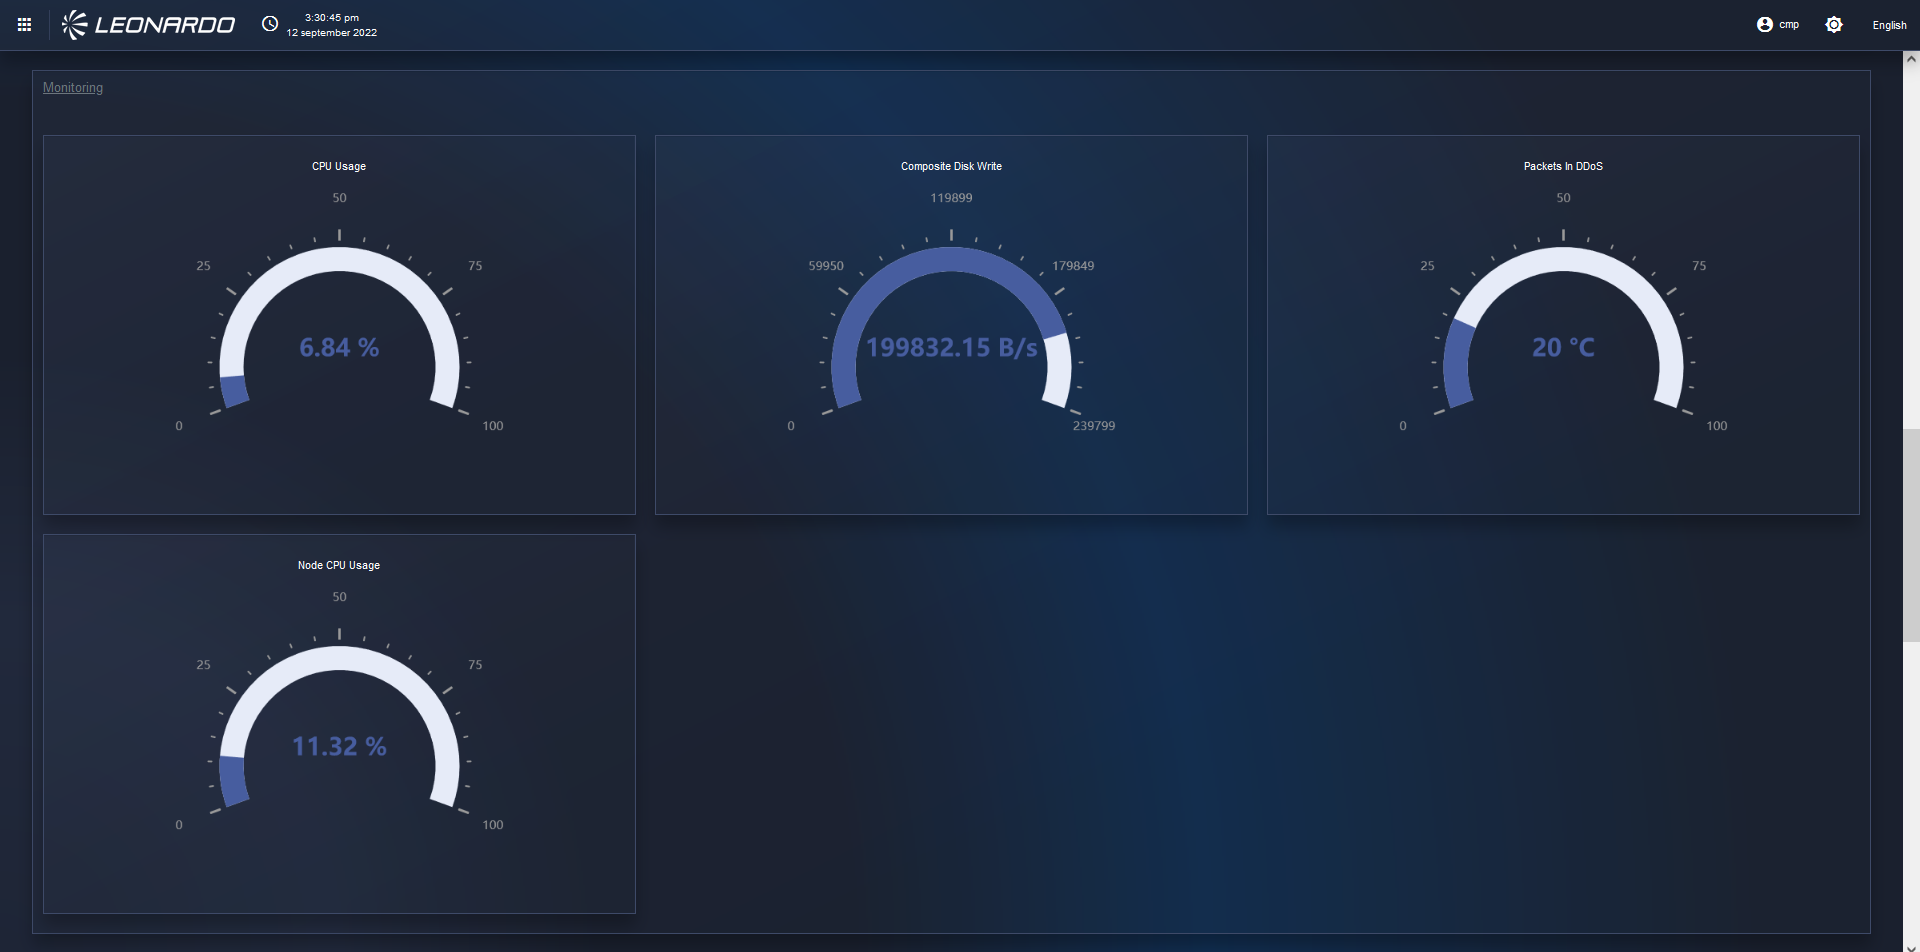 LEONARDO
3:30:45 pm
12 september 2022
cmp
English
Monitoring
CPU Usage
50
25
75
6.84 %
0
100
Composite Disk Write
119899
59950
179849
199832.15 B/s
0
239799
Packets In DDoS
50
25
75
20 °C
0
100
Node CPU Usage
50
25
75
11.32 %
0
100